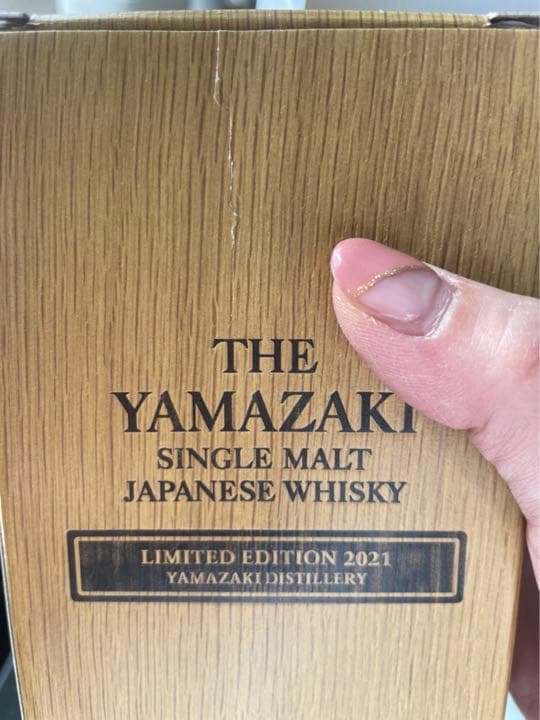 THE
YAMAZAKI
SINGLE MALT
JAPANESE WHISKY
LIMITED EDITION 2021
YAMAZAKI DISTILLERY